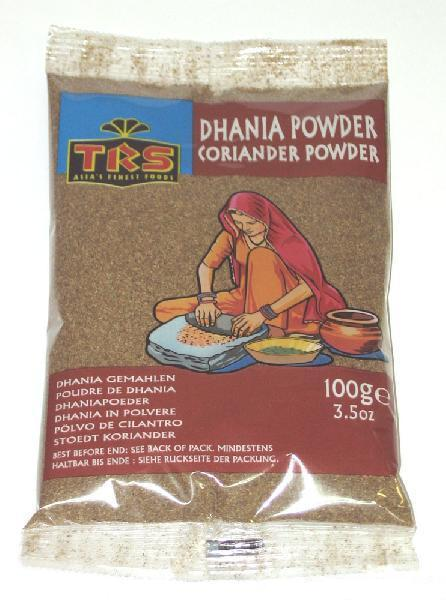 DHANIA POWDER
CORIANDER POWDER
TRS
ASIA'S FINEST FOODS
DHANIA GEMAHLEN
POUDRE DE DHANIA
DHANIAPOEDER
DHANIA IN POLVERE
PÓLVO DE CILANTRO
STOEDT KORIANDER
100g e
3.5oz
BEST BEFORE END: SEE BACK OF PACK. MINDESTENS
HALTBAR BIS ENDE : SIEHE RUCKSEITE DER PACKUNG.